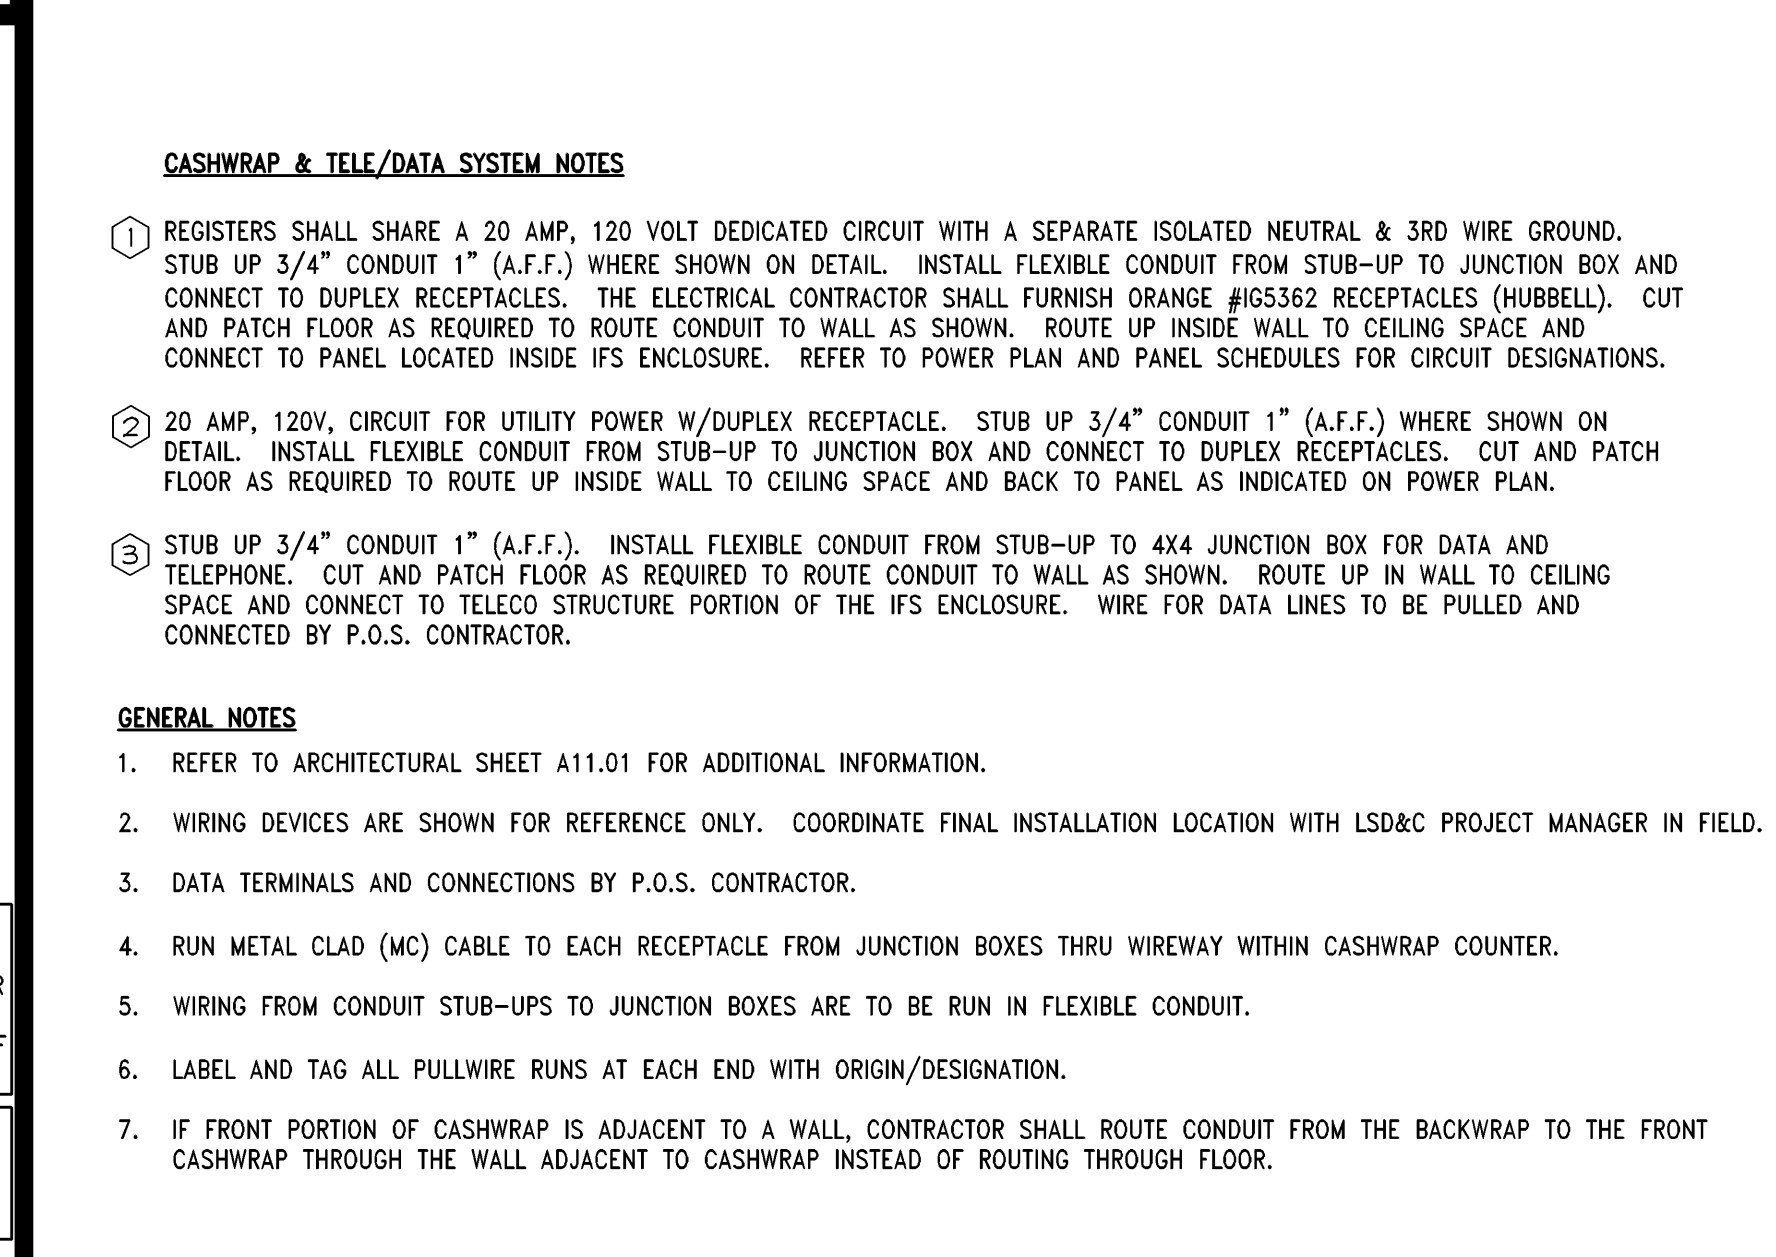 CASHWRAP & TELE/DATA SYSTEM NOTES
1 REGISTERS SHALL SHARE A 20 AMP, 120 VOLT DEDICATED CIRCUIT WITH A SEPARATE ISOLATED NEUTRAL & 3RD WIRE GROUND.
STUB UP 3/4" CONDUIT 1" (A.F.F.) WHERE SHOWN ON DETAIL. INSTALL FLEXIBLE CONDUIT FROM STUB-UP TO JUNCTION BOX AND
CONNECT TO DUPLEX RECEPTACLES. THE ELECTRICAL CONTRACTOR SHALL FURNISH ORANGE #IG5362 RECEPTACLES (HUBBELL). CUT
AND PATCH FLOOR AS REQUIRED TO ROUTE CONDUIT TO WALL AS SHOWN. ROUTE UP INSIDE WALL TO CEILING SPACE AND
CONNECT TO PANEL LOCATED INSIDE IFS ENCLOSURE. REFER TO POWER PLAN AND PANEL SCHEDULES FOR CIRCUIT DESIGNATIONS.
2 20 AMP, 120V, CIRCUIT FOR UTILITY POWER W/DUPLEX RECEPTACLE. STUB UP 3/4" CONDUIT 1" (A.F.F.) WHERE SHOWN ON
DETAIL. INSTALL FLEXIBLE CONDUIT FROM STUB-UP TO JUNCTION BOX AND CONNECT TO DUPLEX RECEPTACLES. CUT AND PATCH
FLOOR AS REQUIRED TO ROUTE UP INSIDE WALL TO CEILING SPACE AND BACK TO PANEL AS INDICATED ON POWER PLAN.
3 STUB UP 3/4" CONDUIT 1" (A.F.F.). INSTALL FLEXIBLE CONDUIT FROM STUB-UP TO 4X4 JUNCTION BOX FOR DATA AND
TELEPHONE. CUT AND PATCH FLOOR AS REQUIRED TO ROUTE CONDUIT TO WALL AS SHOWN. ROUTE UP IN WALL TO CEILING
SPACE AND CONNECT TO TELECO STRUCTURE PORTION OF THE IFS ENCLOSURE. WIRE FOR DATA LINES TO BE PULLED AND
CONNECTED BY P.O.S. CONTRACTOR.
GENERAL NOTES
1. REFER TO ARCHITECTURAL SHEET A11.01 FOR ADDITIONAL INFORMATION.
2. WIRING DEVICES ARE SHOWN FOR REFERENCE ONLY. COORDINATE FINAL INSTALLATION LOCATION WITH LSD&C PROJECT MANAGER IN FIELD.
3. DATA TERMINALS AND CONNECTIONS BY P.O.S. CONTRACTOR.
4. RUN METAL CLAD (MC) CABLE TO EACH RECEPTACLE FROM JUNCTION BOXES THRU WIREWAY WITHIN CASHWRAP COUNTER.
5. WIRING FROM CONDUIT STUB-UPS TO JUNCTION BOXES ARE TO BE RUN IN FLEXIBLE CONDUIT.
6. LABEL AND TAG ALL PULLWIRE RUNS AT EACH END WITH ORIGIN/DESIGNATION.
7. IF FRONT PORTION OF CASHWRAP IS ADJACENT TO A WALL, CONTRACTOR SHALL ROUTE CONDUIT FROM THE BACKWRAP TO THE FRONT
CASHWRAP THROUGH THE WALL ADJACENT TO CASHWRAP INSTEAD OF ROUTING THROUGH FLOOR.